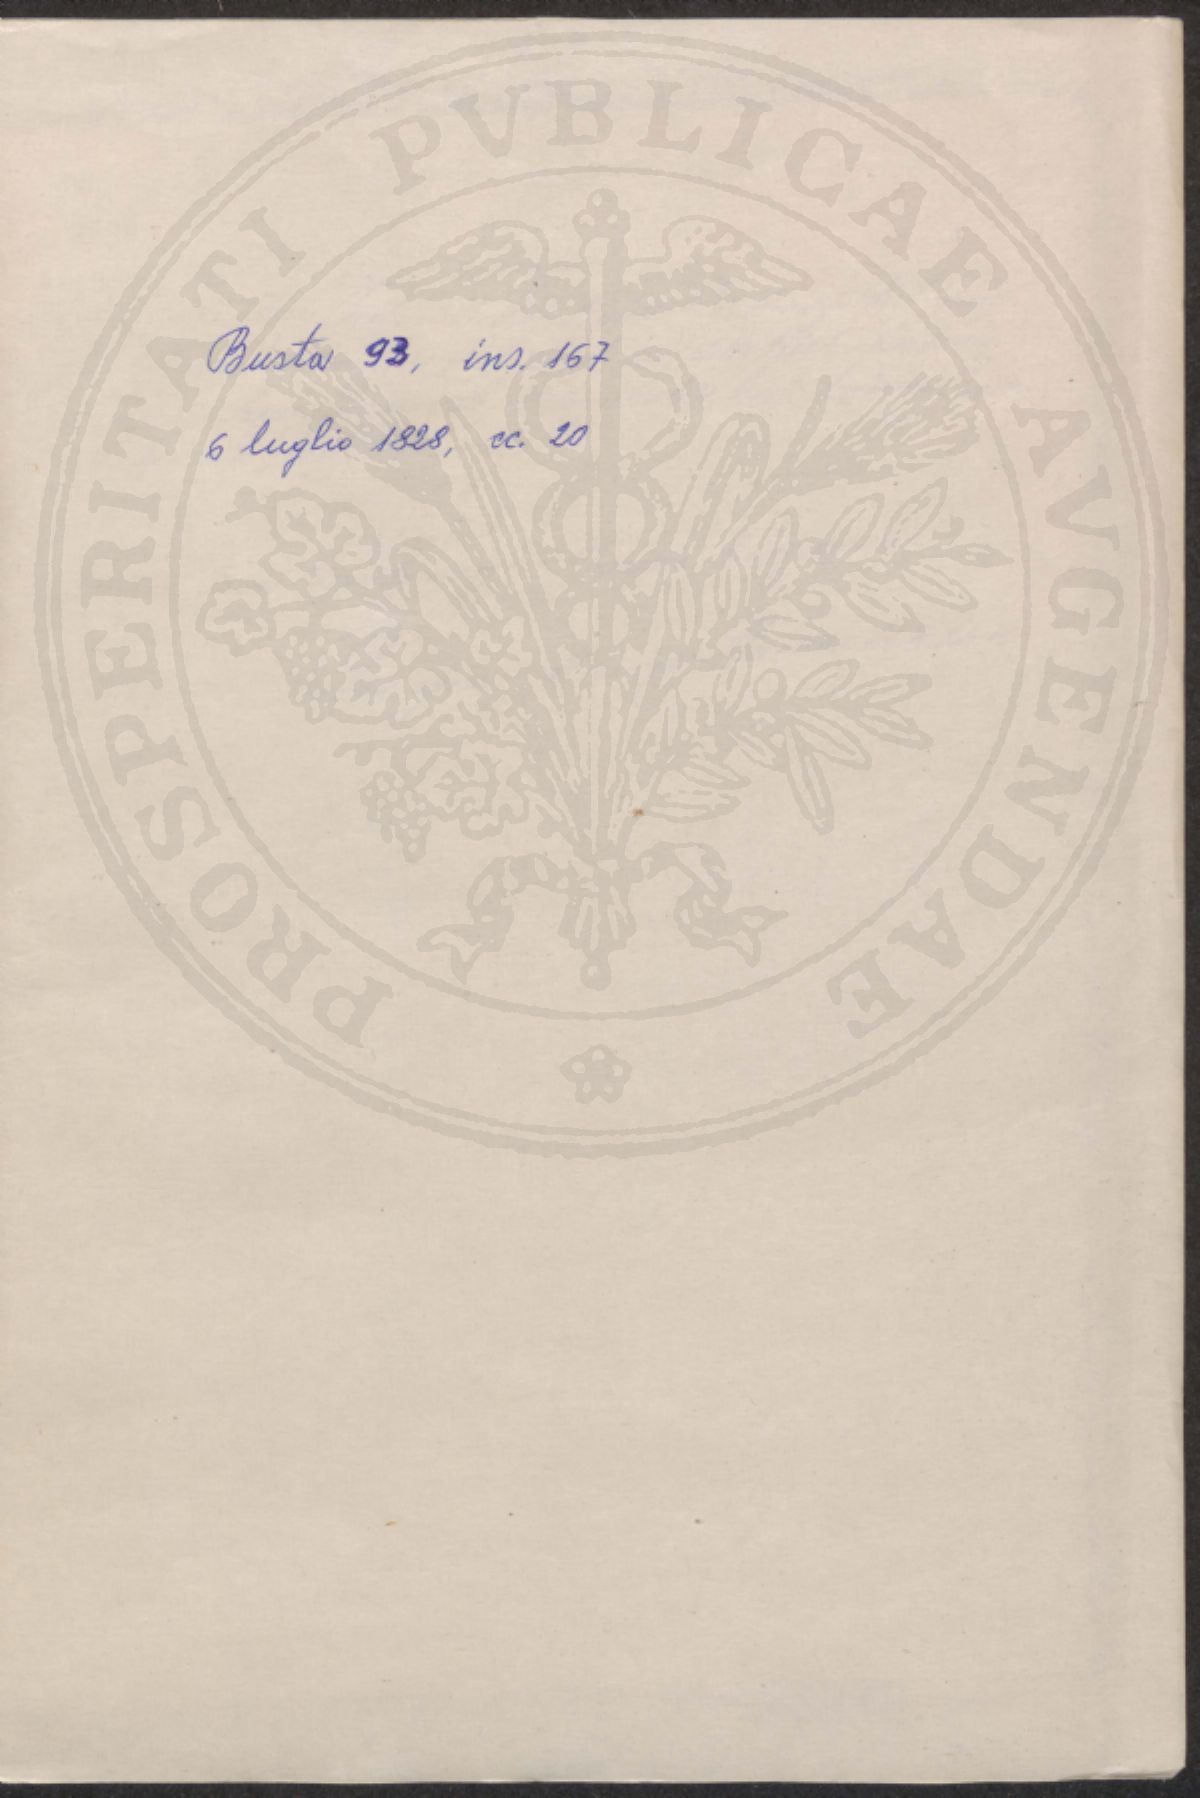 PROSPERITATI PVBLICAE AVGENDAE
Busta 93, ins. 167
6 luglio 1828, cc. 20